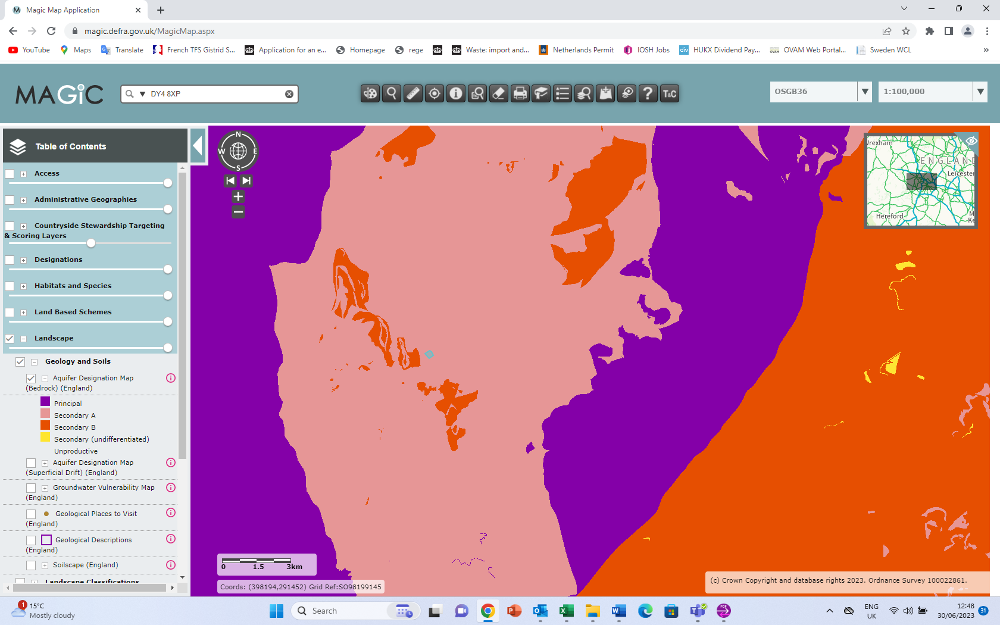 Magic Map Application
magic.defra.gov.uk/MagicMap.aspx
YouTube
Maps
Translate
French TFS Gistrid S...
Application for an e...
Homepage
rege
Waste: import and...
Netherlands Permit
IOSH Jobs
HUKX Dividend Pay...
OVAM Web Portal...
Sweden WCL
»
MAGiC
DY4 8XP
T&C
OSGB36
1:100,000
Table of Contents
Access
Administrative Geographies
Countryside Stewardship Targeting
& Scoring Layers
Designations
Habitats and Species
Land Based Schemes
Landscape
Geology and Soils
Aquifer Designation Map
(Bedrock) (England)
Principal
Secondary A
Secondary B
Secondary (undifferentiated)
Unproductive
Aquifer Designation Map
(Superficial Drift) (England)
Groundwater Vulnerability Map
(England)
Geological Places to Visit
(England)
Geological Descriptions
(England)
Soilscape (England)
Landscape Classifications
N
W E
S
Wrexham
ENGLAND
Leicester
Hereford
M
Ke
0 1.5 3km
Coords: (398194,291452) Grid Ref:SO98199145
(c) Crown Copyright and database rights 2023. Ordnance Survey 100022861.
1
15°C
Mostly cloudy
Search
ENG
UK
12:48
30/06/2023
31